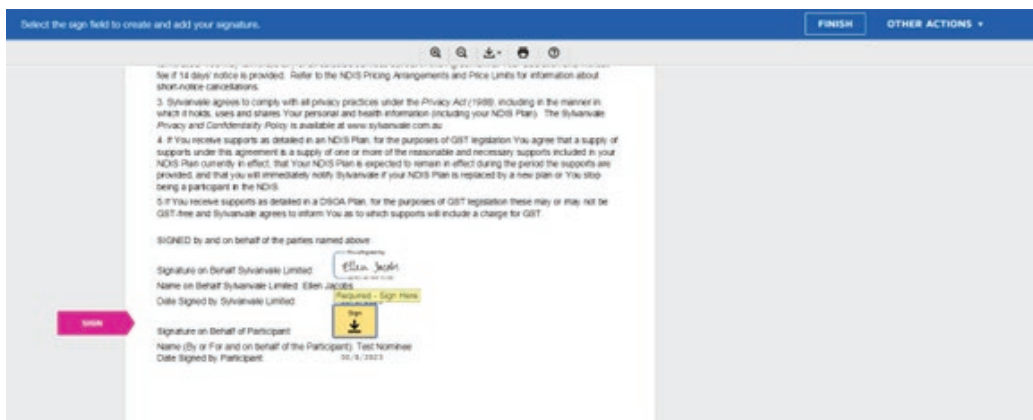 Select the sign field to create and add your signature.
FINISH
OTHER ACTIONS
fee if 14 days' notice is provided. Refer to the NDIS Pricing Arrangements and Price Limits for information about
short-notice cancellations.
3. Sylvanvale agrees to comply with all privacy practices under the Privacy Act (1988), including in the manner in
which it holds, uses and shares Your personal and health information (including your NDIS Plan). The Sylvanvale
Privacy and Confidentiality Policy is available at www.sylvanvale.com.au
4. If You receive supports as detailed in an NDIS Plan, for the purposes of GST legislation You agree that a supply of
supports under this agreement is a supply of one or more of the reasonable and necessary supports included in your
NDIS Plan currently in effect, that Your NDIS Plan is expected to remain in effect during the period the supports are
provided, and that you will immediately notify Sylvanvale if your NDIS Plan is replaced by a new plan or You stop
being a participant in the NDIS.
5.If You receive supports as detailed in a DSOA Plan, for the purposes of GST legislation these may or may not be
GST-free and Sylvanvale agrees to inform You as to which supports will include a charge for GST.
SIGNED by and on behalf of the parties named above
Signature on Behalf Sylvanvale Limited:
Ellen Jacobs
Name on Behalf Sylvanvale Limited: Ellen Jacobs
Required - Sign Here
Date Signed by Sylvanvale Limited:
Sign
SIGN
Signature on Behalf of Participant
Name (By or For and on behalf of the Participant): Test Nominee
Date Signed by Participant: